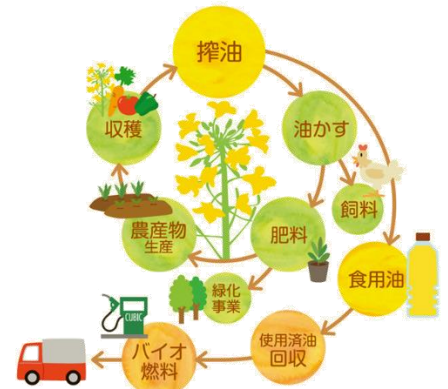 搾油
収穫
油かす
飼料
農産物
生産
肥料
食用油
緑化
事業
CUBIC
使用済油
回収
バイオ
燃料